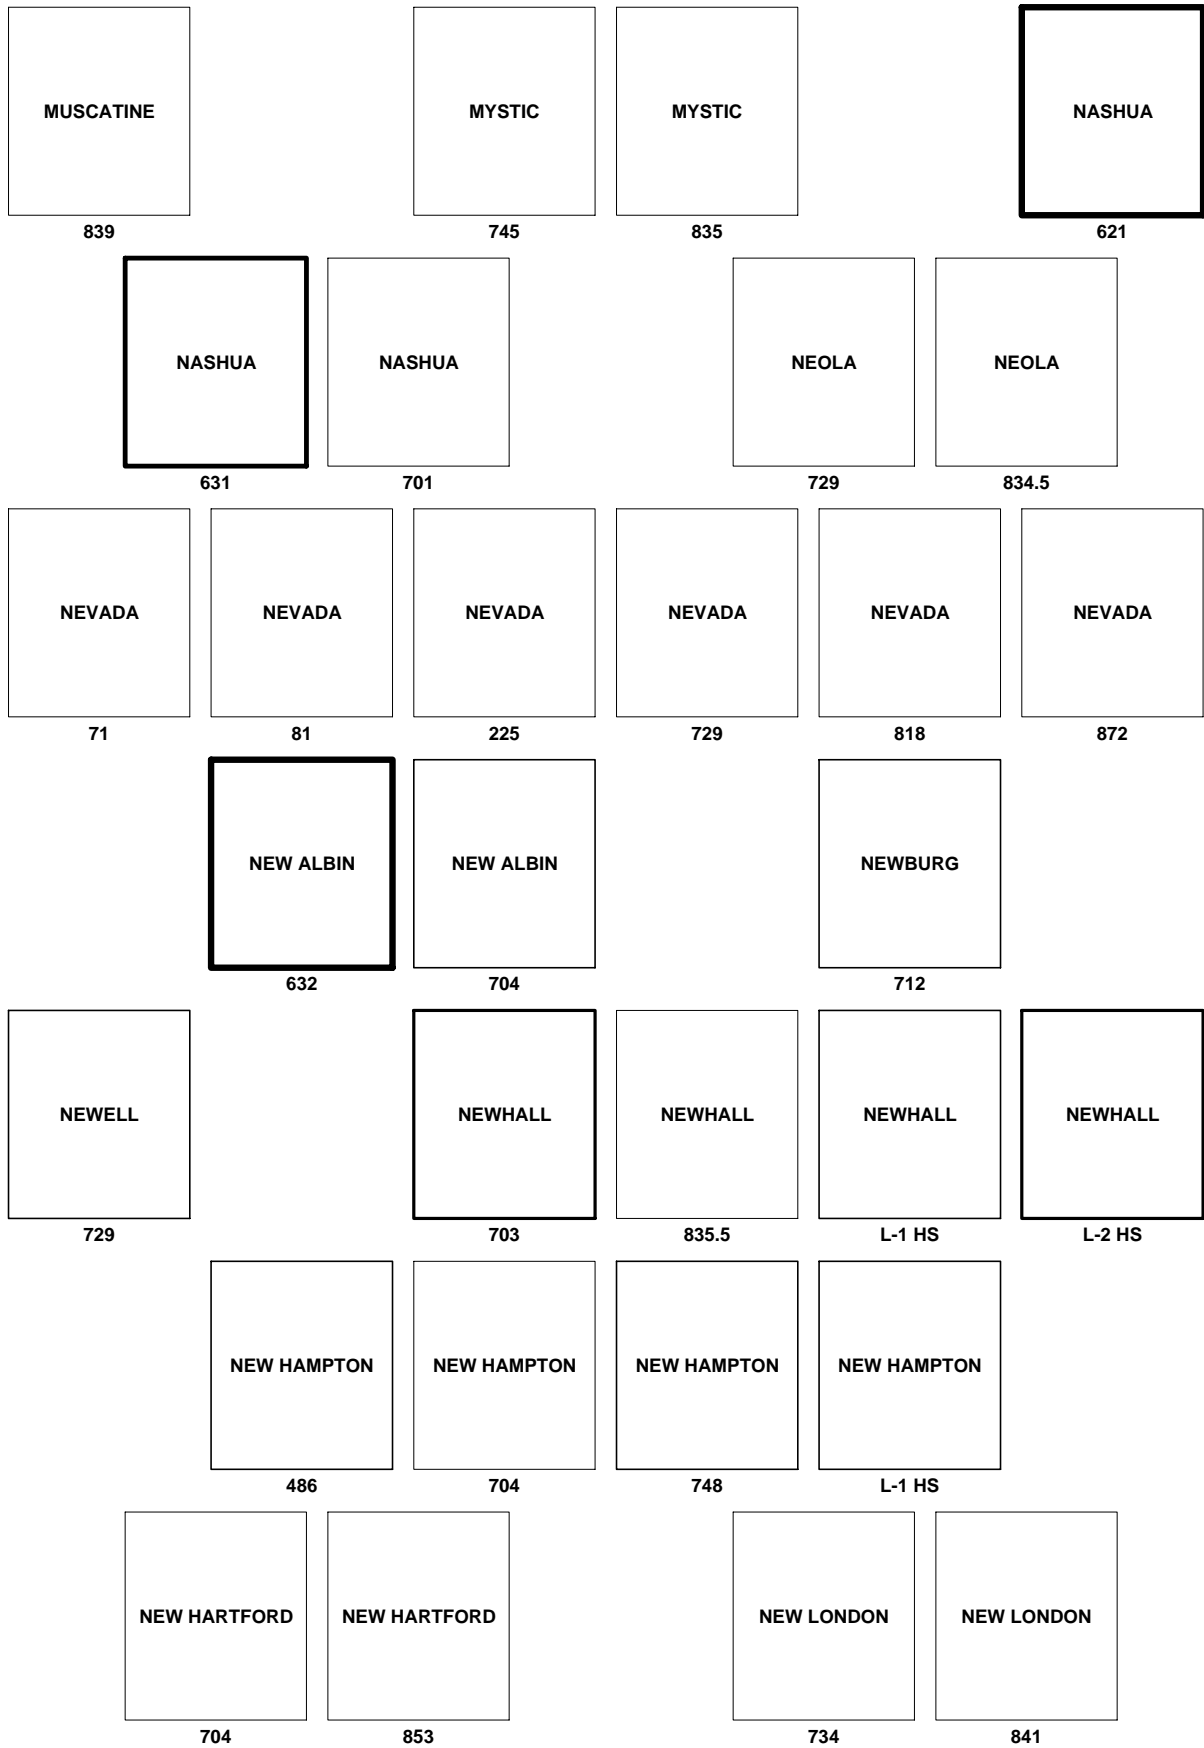 MUSCATINE MYSTIC MYSTIC NASHUA
839 745 835 621
NASHUA NASHUA NEOLA NEOLA
631 701 729 834.5
NEVADA NEVADA NEVADA NEVADA NEVADA NEVADA
71 81 225 729 818 872
NEW ALBIN NEW ALBIN NEWBURG
632 704 712
NEWELL NEWHALL NEWHALL NEWHALL NEWHALL
729 703 835.5 L-1 HS L-2 HS
NEW HAMPTON NEW HAMPTON NEW HAMPTON NEW HAMPTON
486 704 748 L-1 HS
NEW HARTFORD NEW HARTFORD NEW LONDON NEW LONDON
704 853 734 841